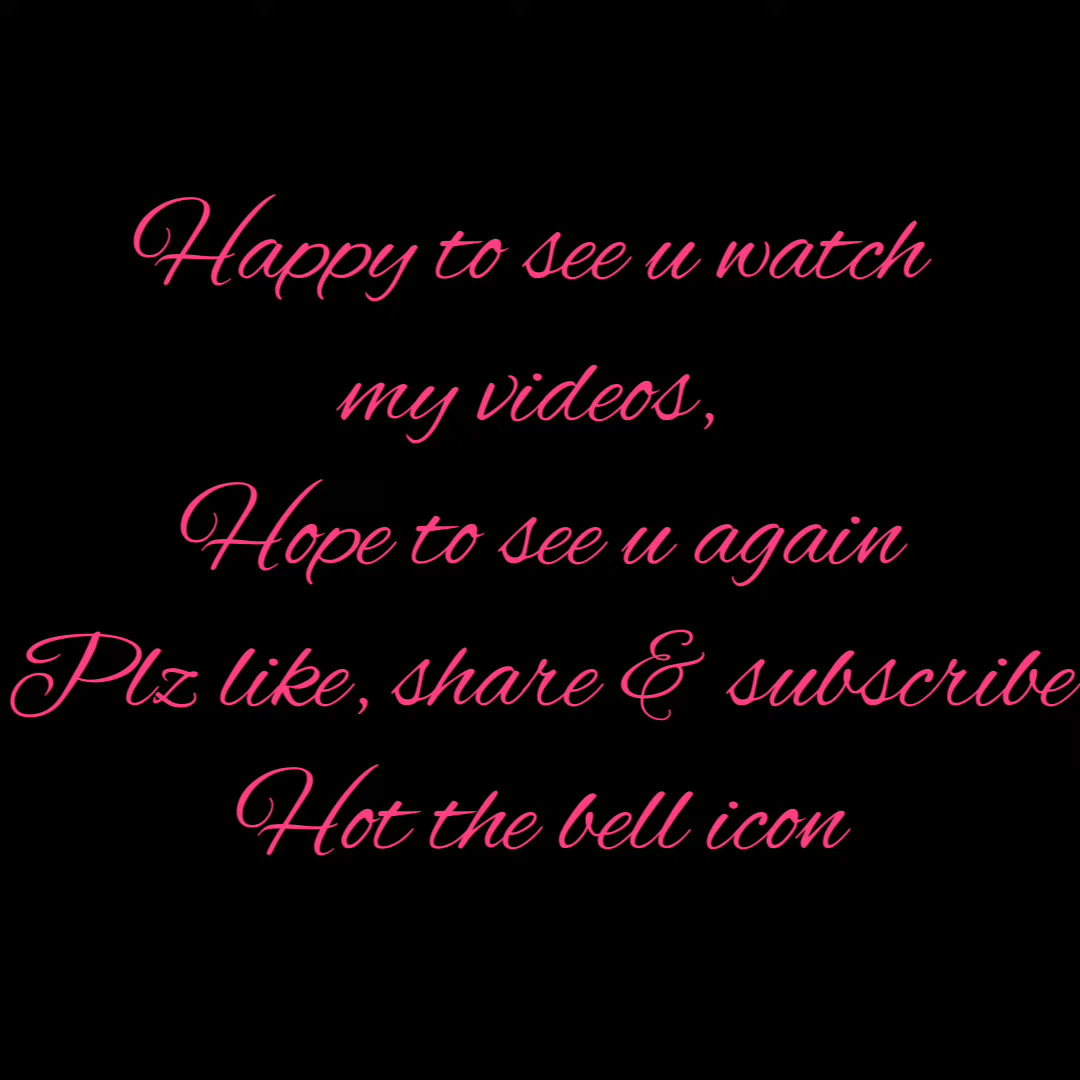 Happy to see u watch
my videos,
Hope to see u again
Plz like, share & subscribe
Hot the bell icon